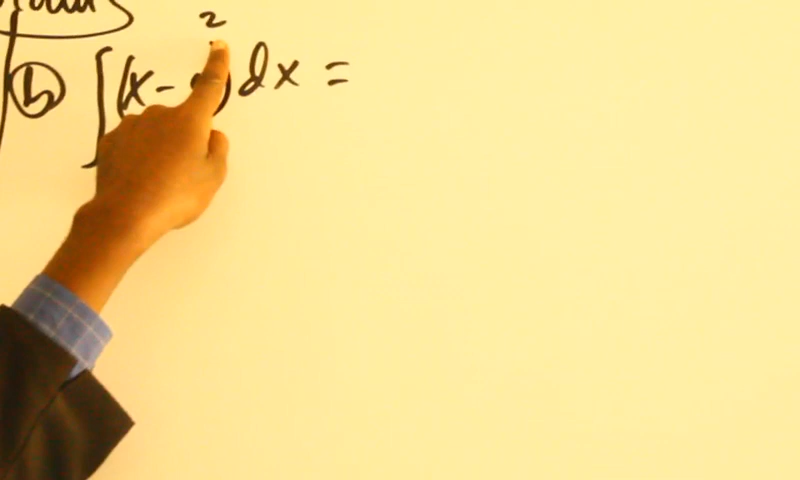 b ∫(x- )² dx =